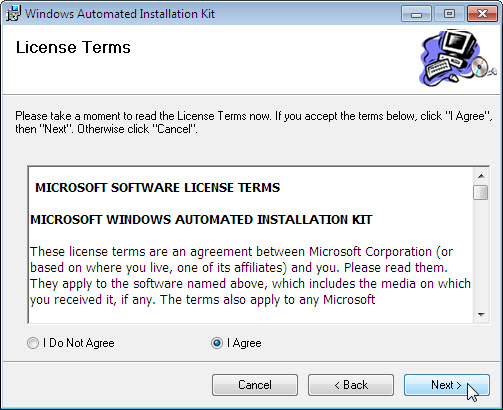 Windows Automated Installation Kit
License Terms
Please take a moment to read the License Terms now. If you accept the terms below, click "I Agree",
then "Next". Otherwise click "Cancel".
MICROSOFT SOFTWARE LICENSE TERMS
MICROSOFT WINDOWS AUTOMATED INSTALLATION KIT
These license terms are an agreement between Microsoft Corporation (or
based on where you live, one of its affiliates) and you. Please read them.
They apply to the software named above, which includes the media on which
you received it, if any. The terms also apply to any Microsoft
I Do Not Agree
I Agree
Cancel
< Back
Next >